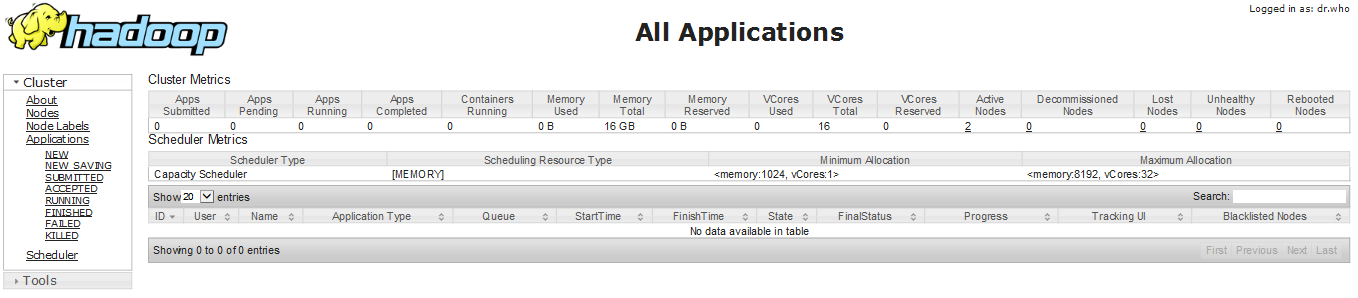 Logged in as: dr.who
hadoop
All Applications
Cluster
About
Nodes
Node Labels
Applications
NEW
NEW_SAVING
SUBMITTED
ACCEPTED
RUNNING
FINISHED
FAILED
KILLED
Scheduler
Tools
Cluster Metrics
Apps Submitted Apps Pending Apps Running Apps Completed Containers Running Memory Used Memory Total Memory Reserved VCores Used VCores Total VCores Reserved Active Nodes Decommissioned Nodes Lost Nodes Unhealthy Nodes Rebooted Nodes
0 0 0 0 0 0 B 16 GB 0 B 0 16 0 2 0 0 0 0
Scheduler Metrics
Scheduler Type Scheduling Resource Type Minimum Allocation Maximum Allocation
Capacity Scheduler [MEMORY] <memory:1024, vCores:1> <memory:8192, vCores:32>
Show 20 entries Search:
ID User Name Application Type Queue StartTime FinishTime State FinalStatus Progress Tracking UI Blacklisted Nodes
No data available in table
Showing 0 to 0 of 0 entries First Previous Next Last